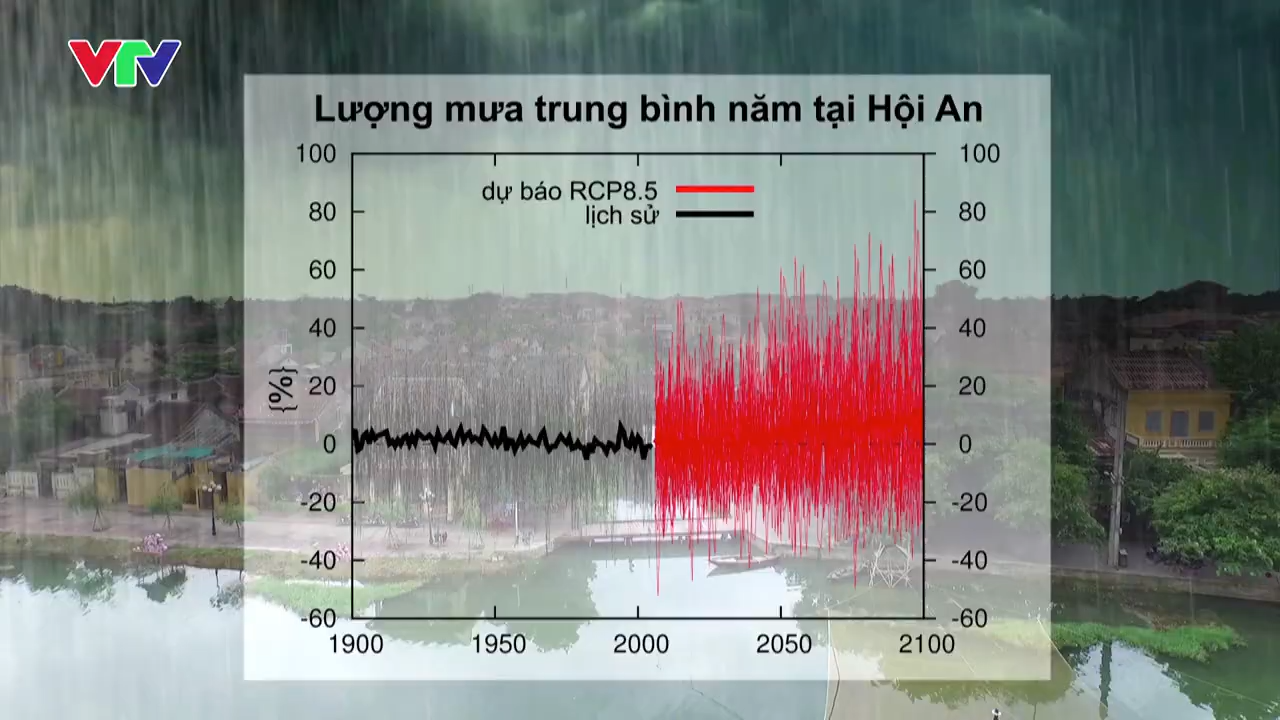 VTV
Lượng mưa trung bình năm tại Hội An
100 100
dự báo RCP8.5
lịch sử
80 80
60 60
40 40
{%}
20 20
0 0
-20 -20
-40 -40
-60 -60
1900 1950 2000 2050 2100